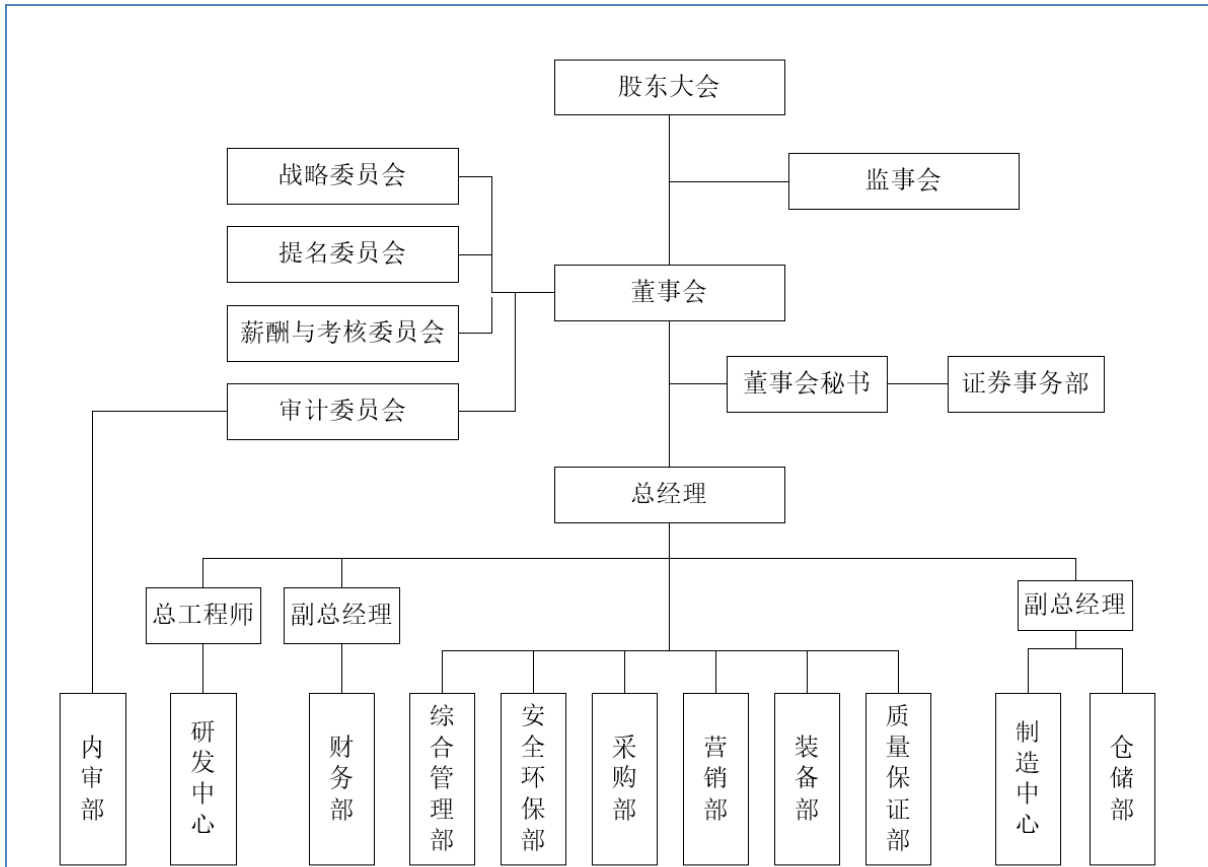 股东大会
战略委员会
监事会
提名委员会
董事会
薪酬与考核委员会
董事会秘书
证券事务部
审计委员会
总经理
总工程师
副总经理
副总经理
内审部
研发中心
财务部
综合管理部
安全环保部
采购部
营销部
装备部
质量保证部
制造中心
仓储部